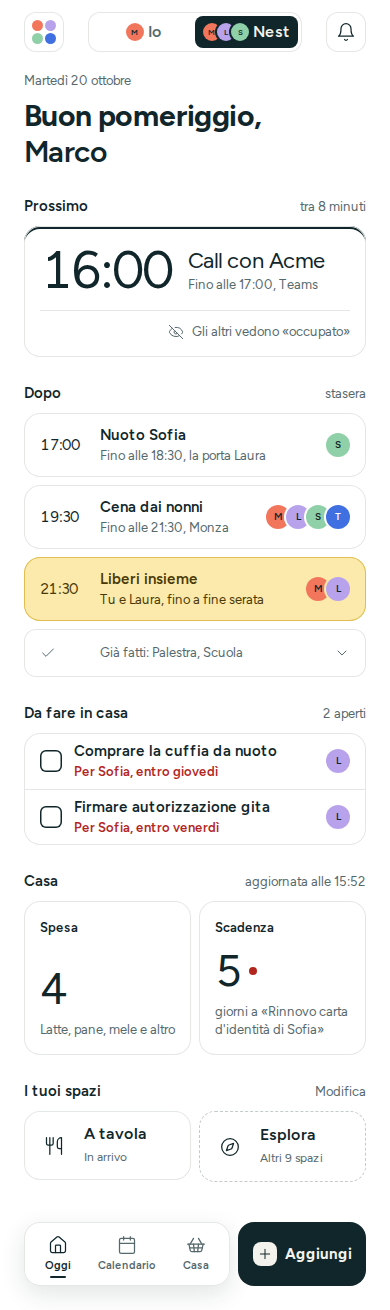 M Io
M L S Nest
Martedì 20 ottobre
Buon pomeriggio,
Marco
Prossimo tra 8 minuti
16:00 Call con Acme
Fino alle 17:00, Teams
Gli altri vedono «occupato»
Dopo stasera
17:00 Nuoto Sofia S
Fino alle 18:30, la porta Laura
19:30 Cena dai nonni M L S T
Fino alle 21:30, Monza
21:30 Liberi insieme M L
Tu e Laura, fino a fine serata
Già fatti: Palestra, Scuola
Da fare in casa 2 aperti
Comprare la cuffia da nuoto L
Per Sofia, entro giovedì
Firmare autorizzazione gita L
Per Sofia, entro venerdì
Casa aggiornata alle 15:52
Spesa
4
Latte, pane, mele e altro
Scadenza
5
giorni a «Rinnovo carta
d'identità di Sofia»
I tuoi spazi Modifica
A tavola
In arrivo
Esplora
Altri 9 spazi
Oggi Calendario Casa Aggiungi